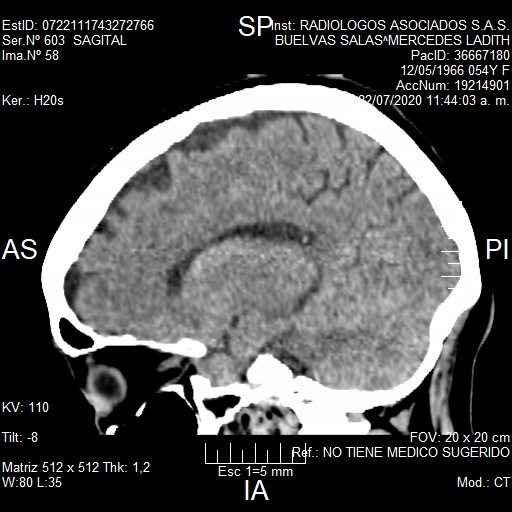 EstID: 0722111743272766
Ser.Nº 603 SAGITAL
Ima.Nº 58
Ker.: H20s
SP
Inst: RADIOLOGOS ASOCIADOS S.A.S.
BUELVAS SALAS^MERCEDES LADITH
PacID: 36667180
12/05/1966 054Y F
AccNum: 19214901
22/07/2020 11:44:03 a. m.
AS
PI
KV: 110
Tilt: -8
Matriz 512 x 512 Thk: 1,2
W:80 L:35
Esc 1=5 mm
IA
FOV: 20 x 20 cm
Ref.: NO TIENE MEDICO SUGERIDO
Mod.: CT